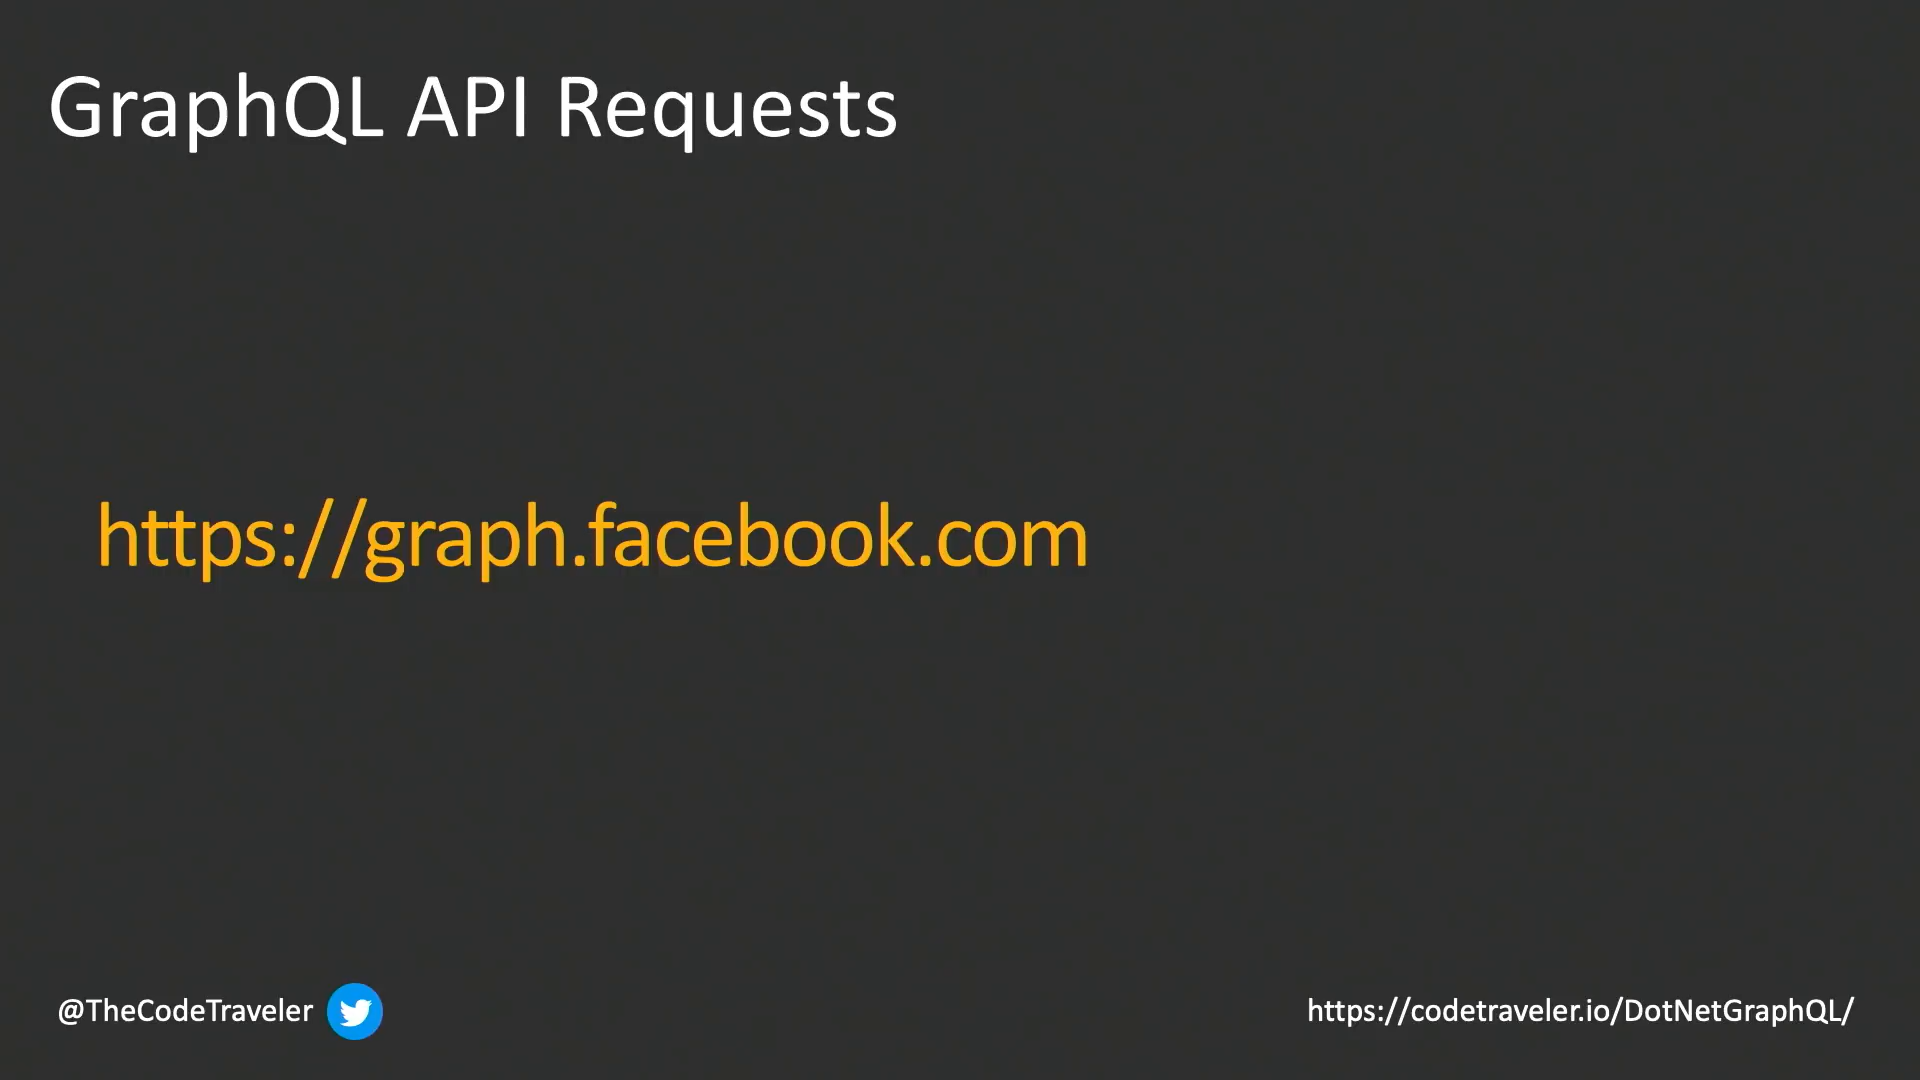 GraphQL API Requests
https://graph.facebook.com
@TheCodeTraveler
https://codetraveler.io/DotNetGraphQL/